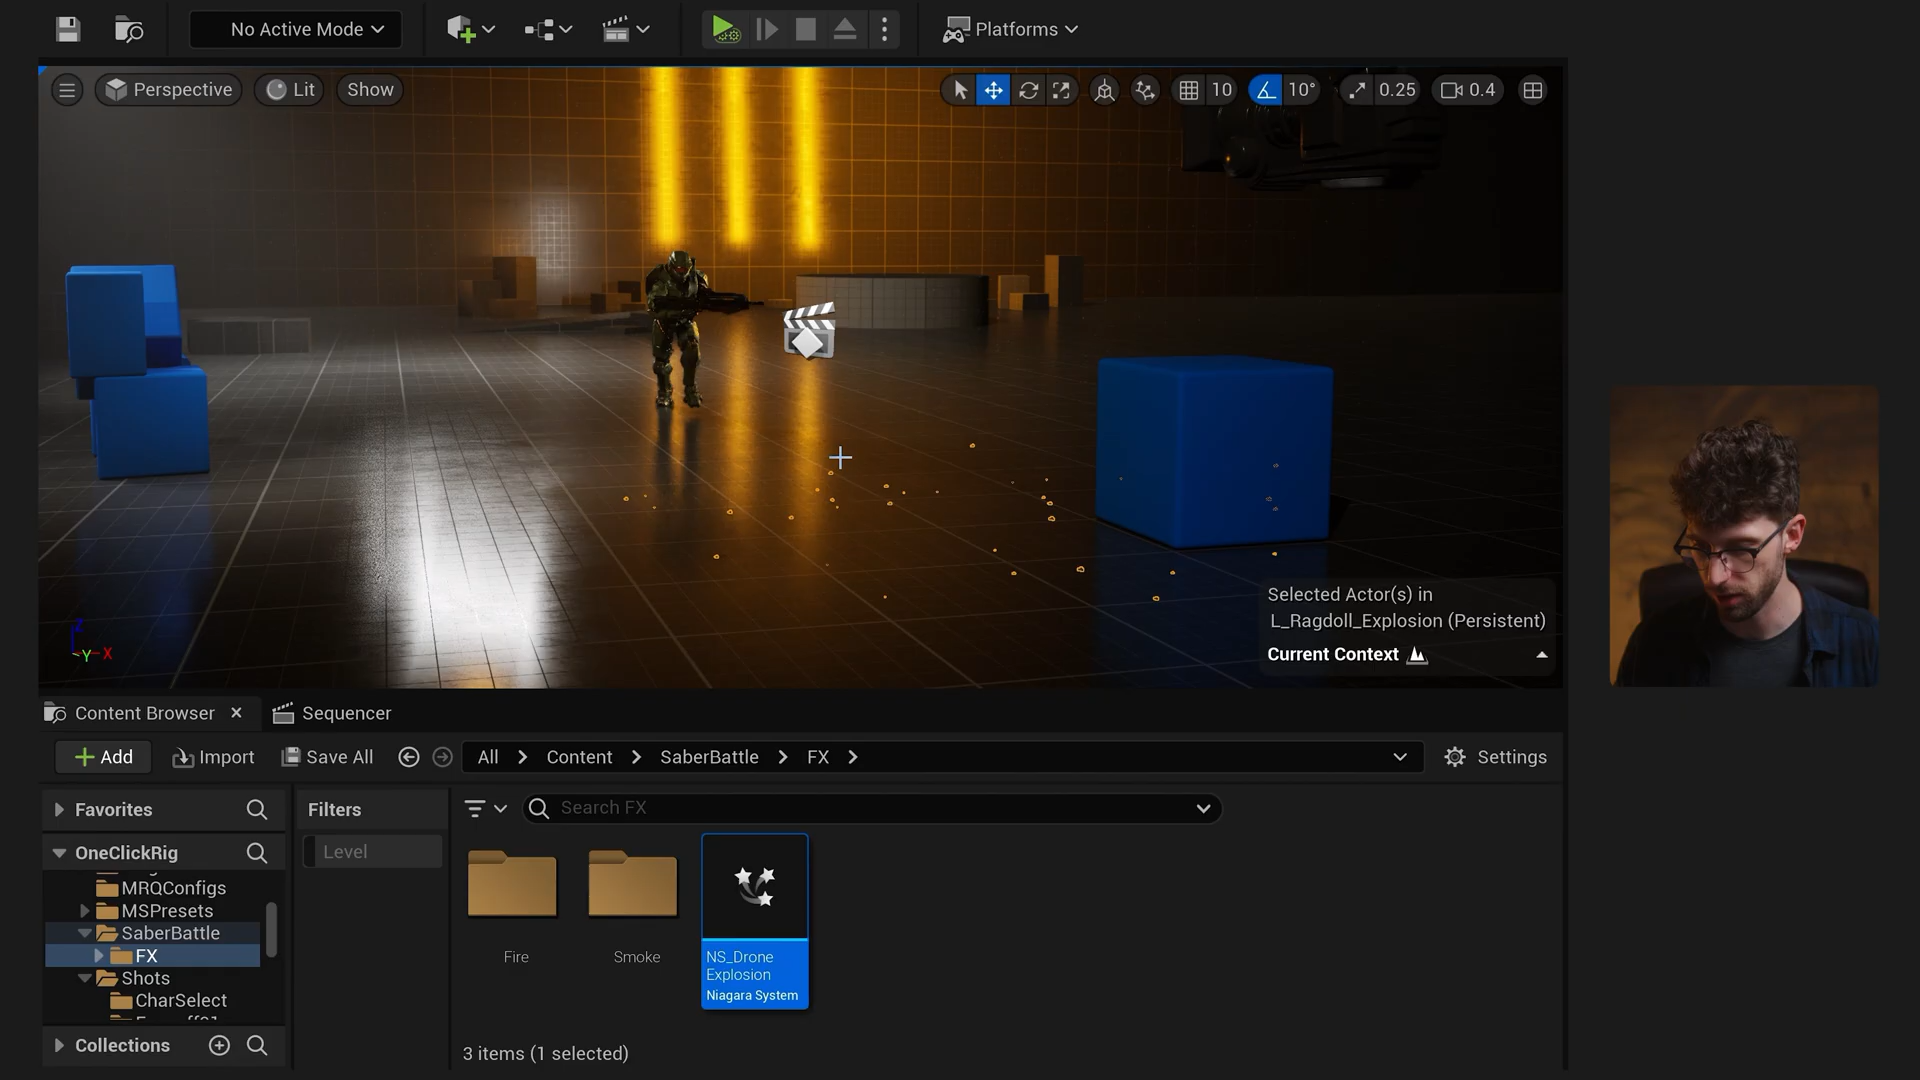 No Active Mode
Platforms
Perspective
Lit
Show
10
10°
0.25
0.4
Selected Actor(s) in
L_Ragdoll_Explosion (Persistent)
Current Context
Z
Y
X
Content Browser
Sequencer
Add
Import
Save All
All
Content
SaberBattle
FX
Settings
Favorites
Filters
Search FX
OneClickRig
Level
MRQConfigs
MSPresets
SaberBattle
FX
Shots
CharSelect
Collections
Fire
Smoke
NS_Drone
Explosion
Niagara System
3 items (1 selected)